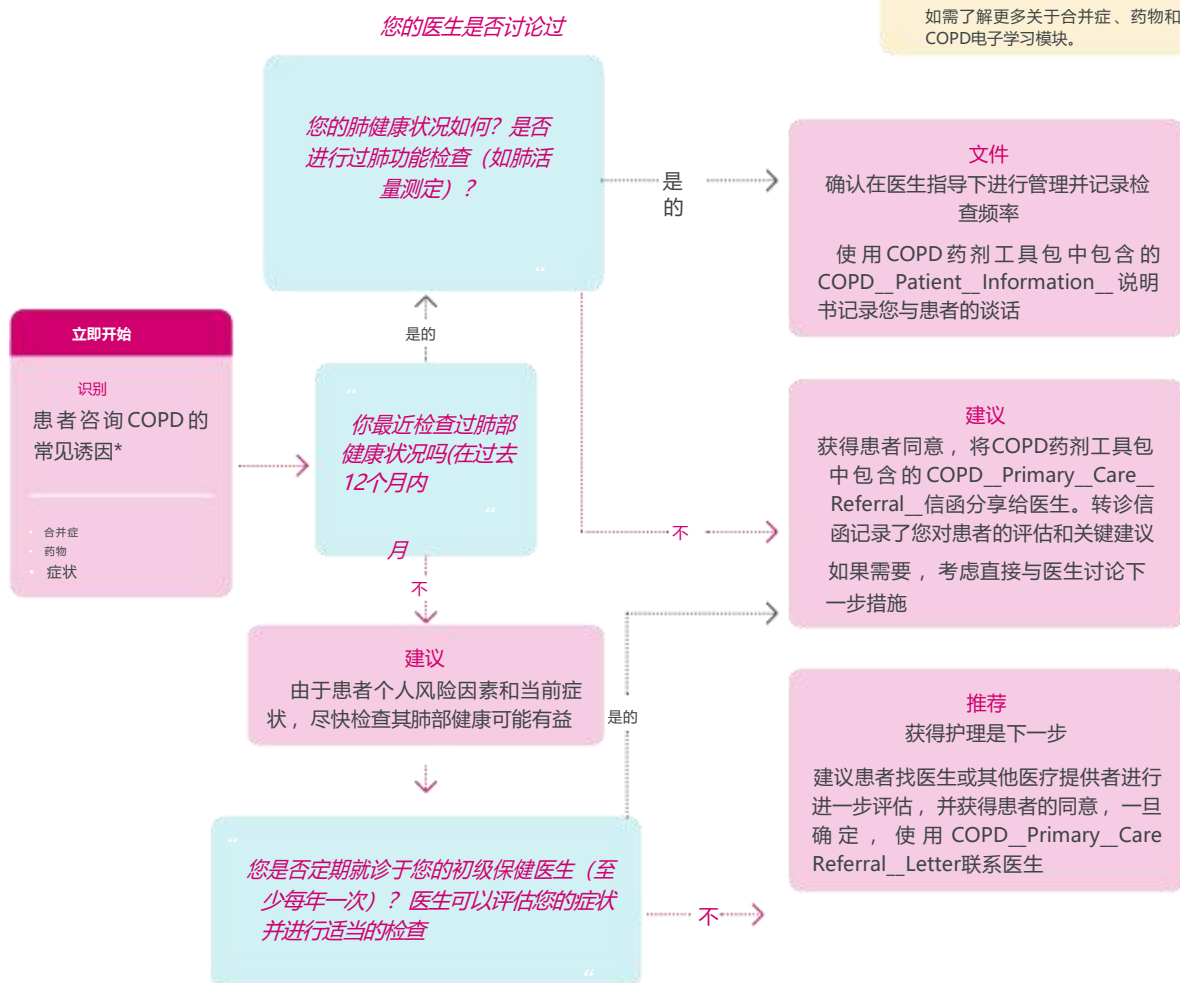 您的医生是否讨论过
如需了解更多关于合并症、药物和
COPD电子学习模块。
您的肺健康状况如何？是否
进行过肺功能检查（如肺活
量测定）？
“
是
的
文件
确认在医生指导下进行管理并记录检
查频率
使用COPD药剂工具包中包含的
COPD__Patient__Information__说明
书记录您与患者的谈话
立即开始
识别
患者咨询COPD的
常见诱因*
· 合并症
· 药物
· 症状
是的
“
你最近检查过肺部
健康状况吗(在过去
12个月内
“
月
不
不
建议
获得患者同意，将COPD药剂工具包
中包含的COPD__Primary__Care__
Referral__信函分享给医生。转诊信
函记录了您对患者的评估和关键建议
如果需要，考虑直接与医生讨论下
一步措施
建议
由于患者个人风险因素和当前症
状，尽快检查其肺部健康可能有益
是的
推荐
获得护理是下一步
建议患者找医生或其他医疗提供者进行
进一步评估，并获得患者的同意，一旦
确定，使用COPD__Primary__Care
Referral__Letter联系医生
“
您是否定期就诊于您的初级保健医生（至
少每年一次）？医生可以评估您的症状
并进行适当的检查
“
不